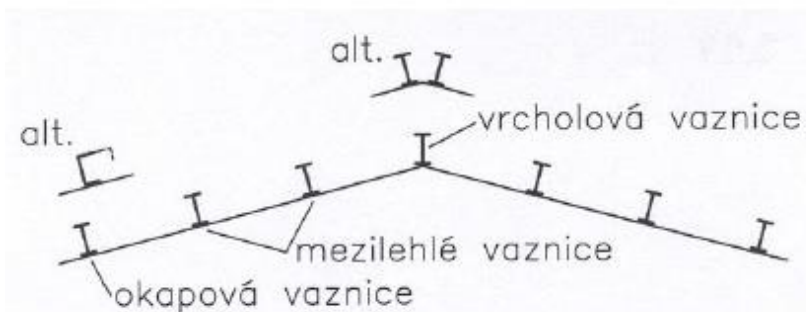 alt.
vrcholová vaznice
alt.
mezilehlé vaznice
okapová vaznice